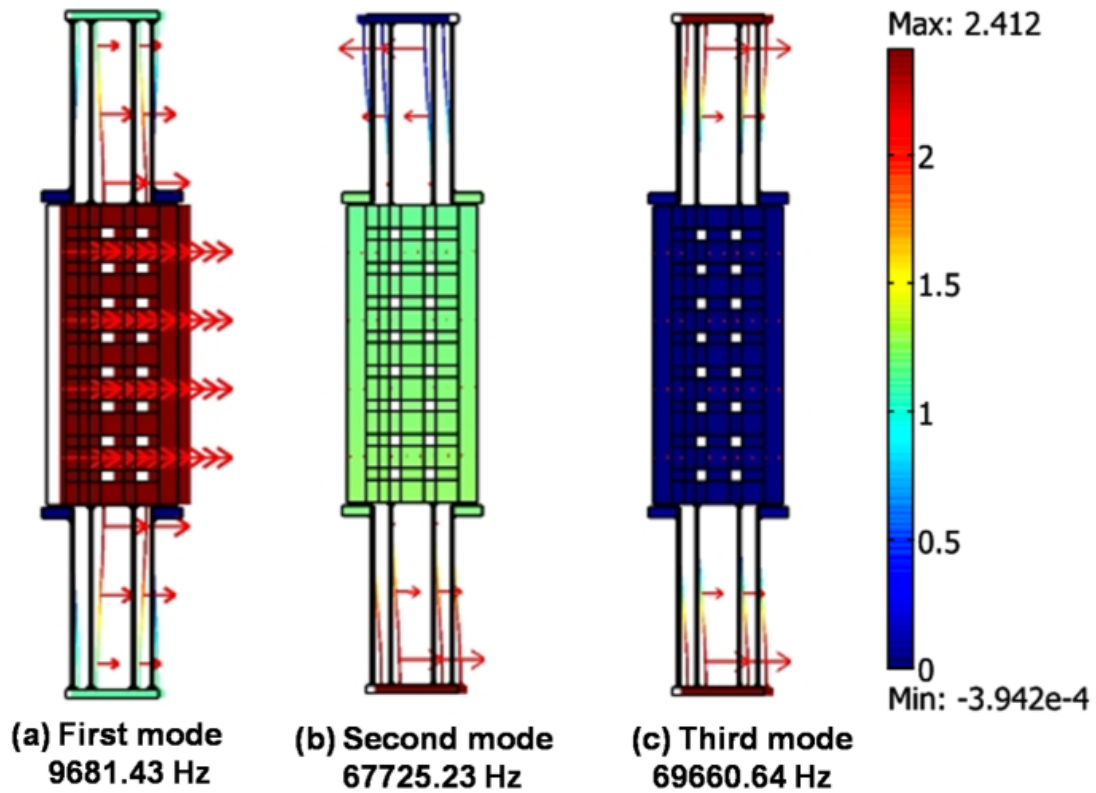 Max: 2.412
2
1.5
1
0.5
0
Min: -3.942e-4
(a) First mode
9681.43 Hz
(b) Second mode
67725.23 Hz
(c) Third mode
69660.64 Hz